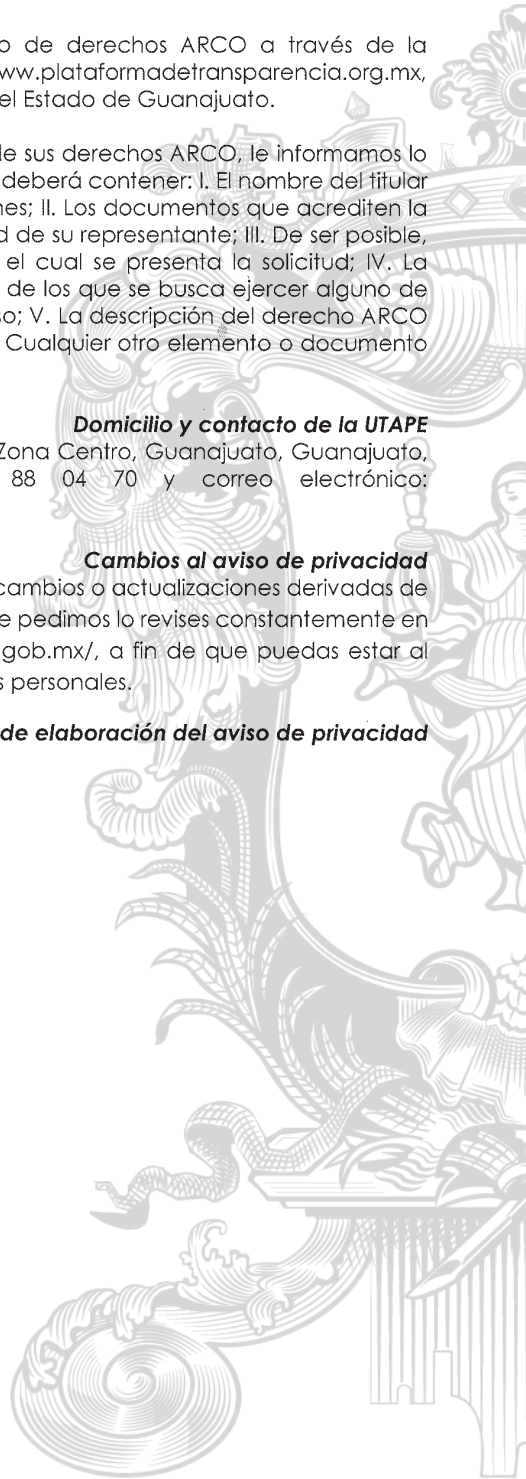 de derechos ARCO a través de la
www.plataformadetransparencia.org.mx,
el Estado de Guanajuato.
de sus derechos ARCO, le informamos lo
deberá contener: I. El nombre del titular
II. Los documentos que acrediten la
de su representante; III. De ser posible,
el cual se presenta la solicitud; IV. La
de los que se busca ejercer alguno de
V. La descripción del derecho ARCO
Cualquier otro elemento o documento
Domicilio y contacto de la UTAPE
Zona Centro, Guanajuato, Guanajuato,
88 04 70 y correo electrónico:
Cambios al aviso de privacidad
cambios o actualizaciones derivadas de
pedimos lo revises constantemente en
gob.mx/, a fin de que puedas estar al
personales.
de elaboración del aviso de privacidad